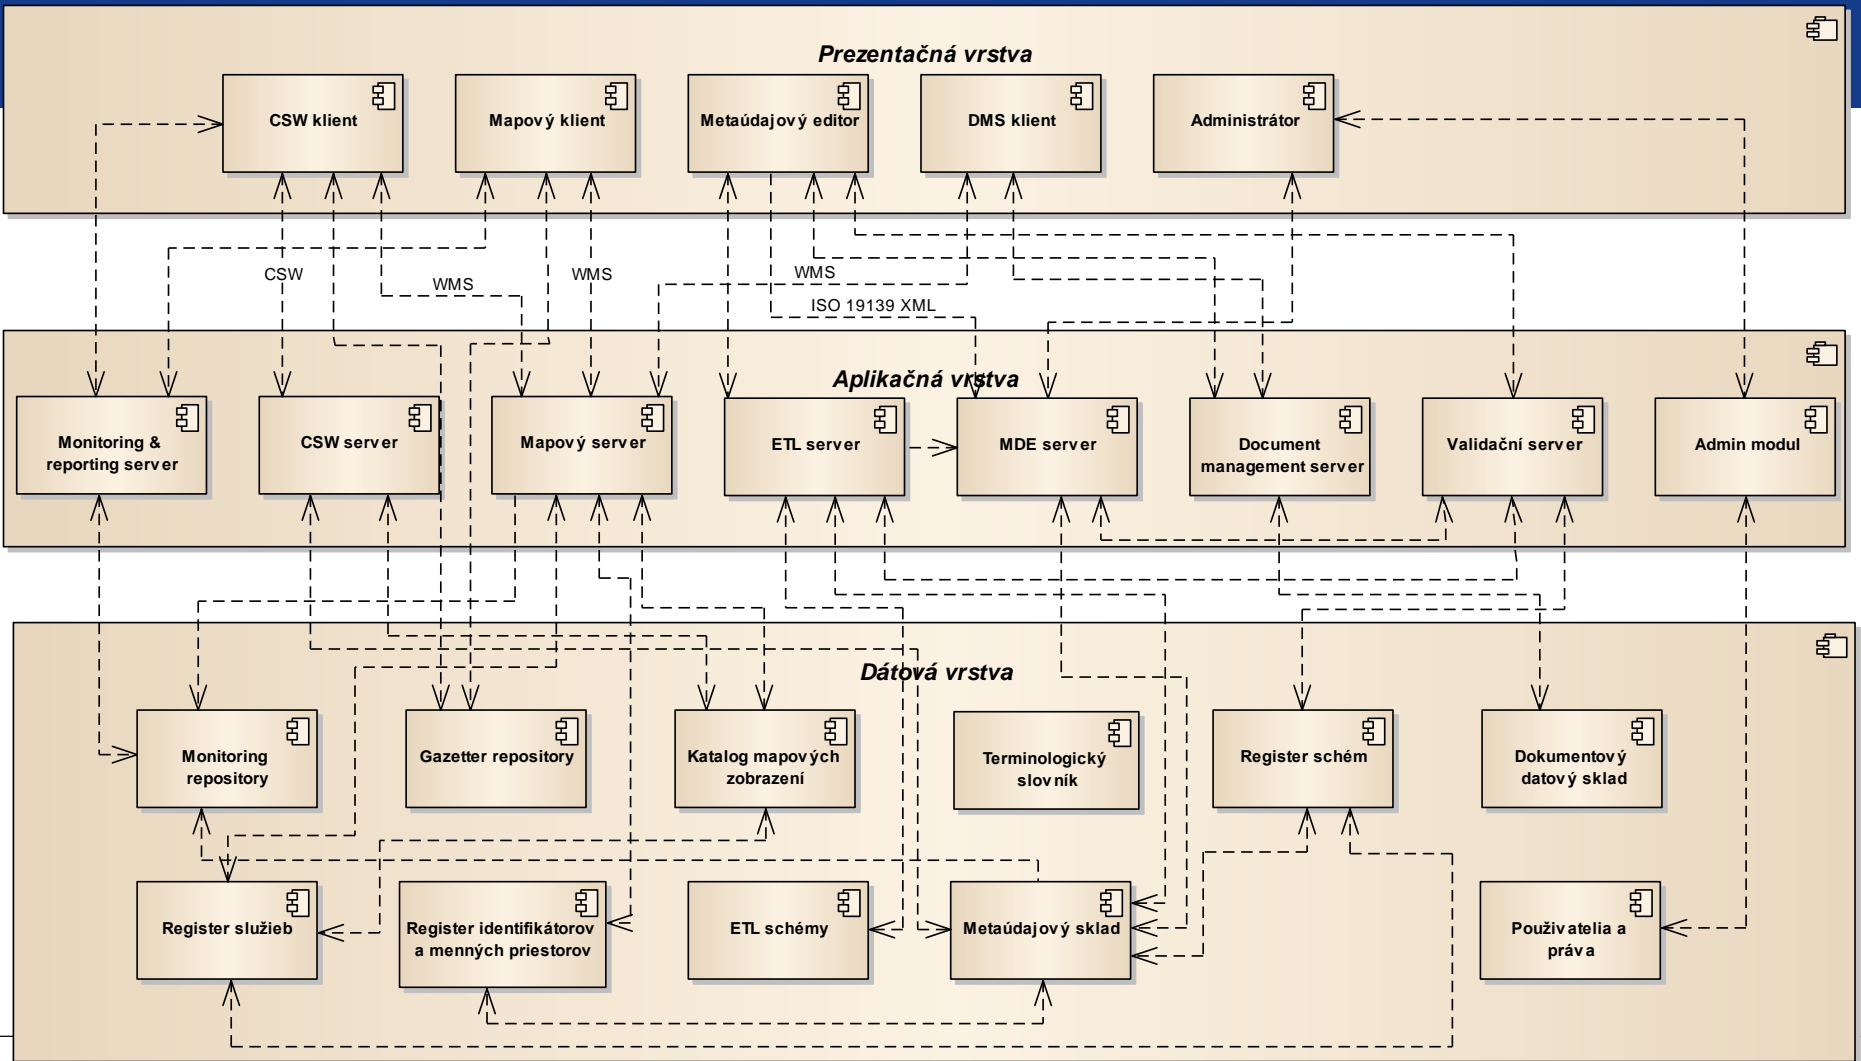 Prezentačná vrstva
CSW klient
Mapový klient
Metaúdajový editor
DMS klient
Administrátor
CSW
WMS
WMS
WMS
ISO 19139 XML
Aplikačná vrstva
Monitoring &
reporting server
CSW server
Mapový server
ETL server
MDE server
Document
management server
Validační server
Admin modul
Dátová vrstva
Monitoring
repository
Gazetter repository
Katalog mapových
zobrazení
Terminologický
slovník
Register schém
Dokumentový
datový sklad
Register služieb
Register identifikátorov
a menných priestorov
ETL schémy
Metaúdajový sklad
Použivatelia a
práva